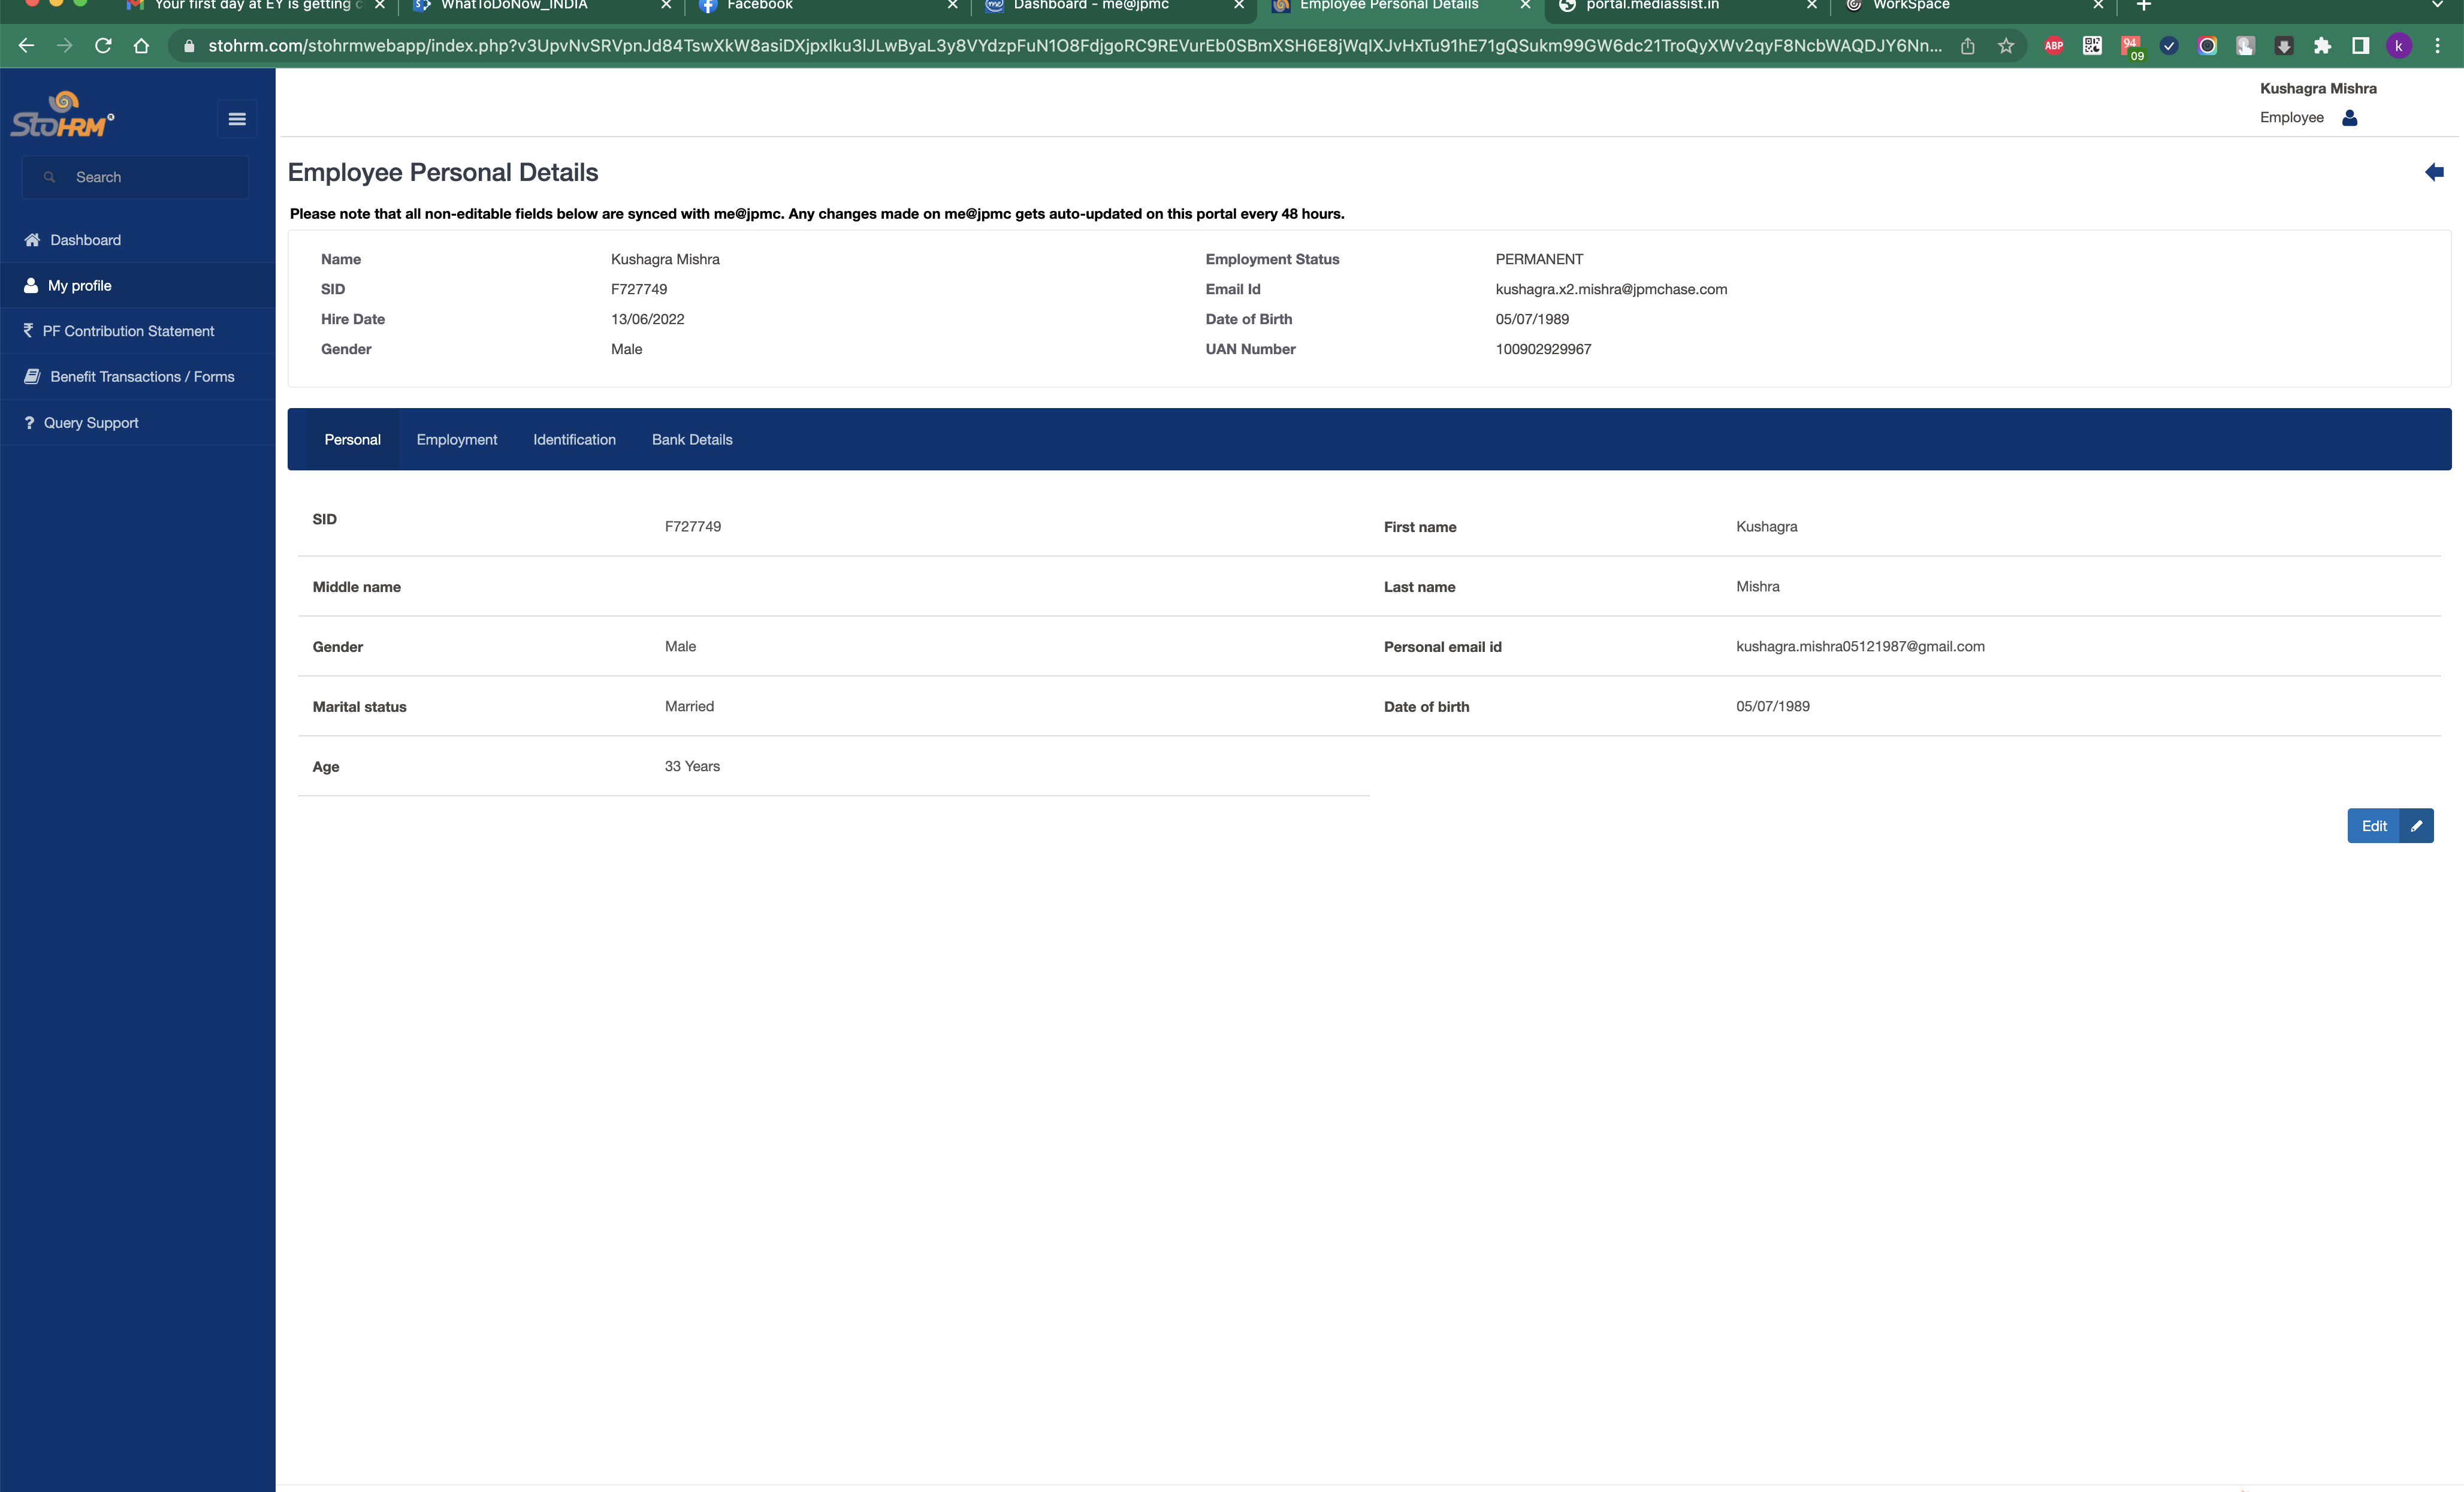 Your first day at EY is getting c
WhatToDoNow_INDIA
Facebook
Dashboard - me@jpmc
Employee Personal Details
portal.mediassist.in
WorkSpace
stohrm.com/stohrmwebapp/index.php?
ABP
94
09
k
StoHRM
Search
Dashboard
My profile
₹ PF Contribution Statement
Benefit Transactions / Forms
? Query Support
Kushagra Mishra
Employee
Employee Personal Details
Please note that all non-editable fields below are synced with me@jpmc. Any changes made on me@jpmc gets auto-updated on this portal every 48 hours.
Name Kushagra Mishra Employment Status PERMANENT
SID F727749 Email Id kushagra.x2.mishra@jpmchase.com
Hire Date 13/06/2022 Date of Birth 05/07/1989
Gender Male UAN Number 100902929967
Personal Employment Identification Bank Details
SID F727749 First name Kushagra
Middle name Last name Mishra
Gender Male Personal email id kushagra.mishra05121987@gmail.com
Marital status Married Date of birth 05/07/1989
Age 33 Years
Edit